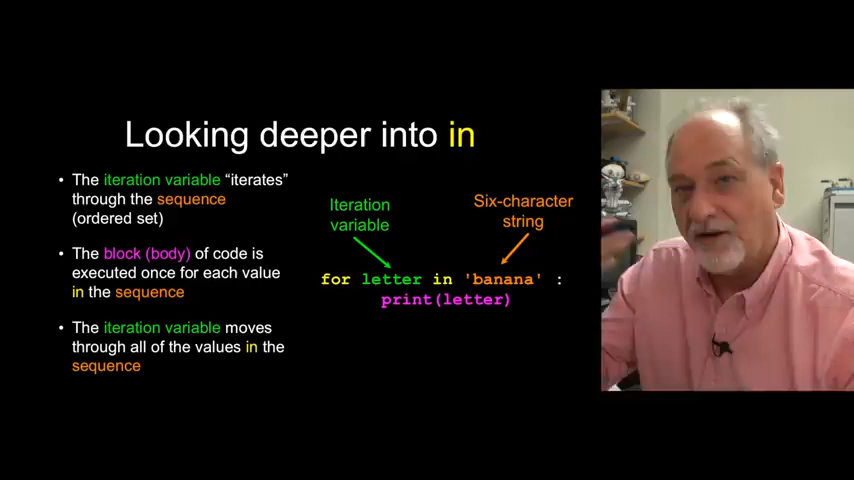 Looking deeper into in
• The iteration variable “iterates”
through the sequence
(ordered set)
• The block (body) of code is
executed once for each value
in the sequence
• The iteration variable moves
through all of the values in the
sequence
Iteration
variable
Six-character
string
for letter in 'banana' :
print(letter)